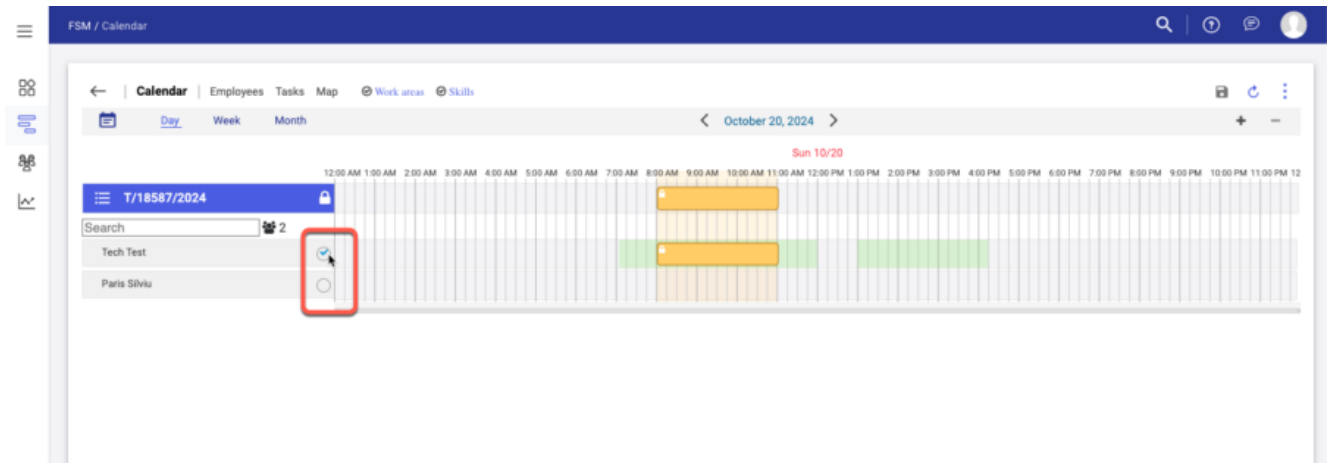 FSM / Calendar
Calendar Employees Tasks Map Work areas Skills
Day Week Month October 20, 2024
Sun 10/20
12:00 AM 1:00 AM 2:00 AM 3:00 AM 4:00 AM 5:00 AM 6:00 AM 7:00 AM 8:00 AM 9:00 AM 10:00 AM 11:00 AM 12:00 PM 1:00 PM 2:00 PM 3:00 PM 4:00 PM 5:00 PM 6:00 PM 7:00 PM 8:00 PM 9:00 PM 10:00 PM 11:00 PM 12
T/18587/2024
Search 2
Tech Test
Paris Silviu